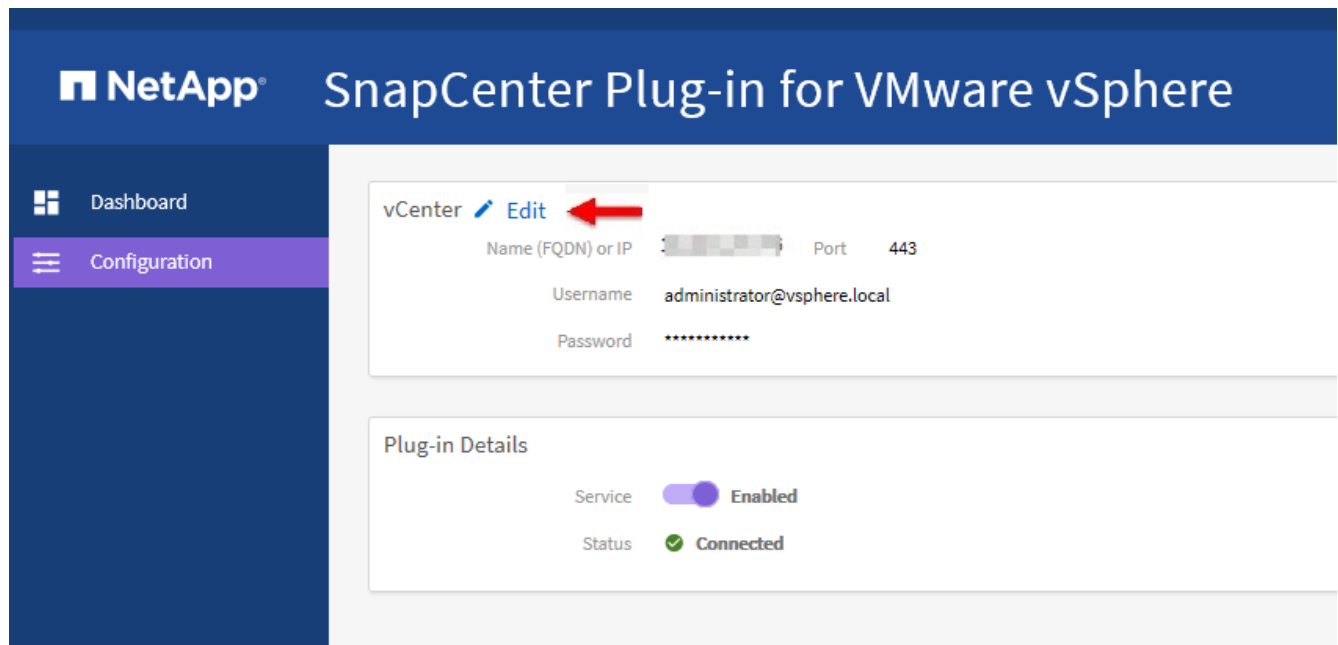 NetApp® SnapCenter Plug-in for VMware vSphere
Dashboard
Configuration
vCenter Edit
Name (FQDN) or IP Port 443
Username administrator@vsphere.local
Password ***********
Plug-in Details
Service Enabled
Status Connected